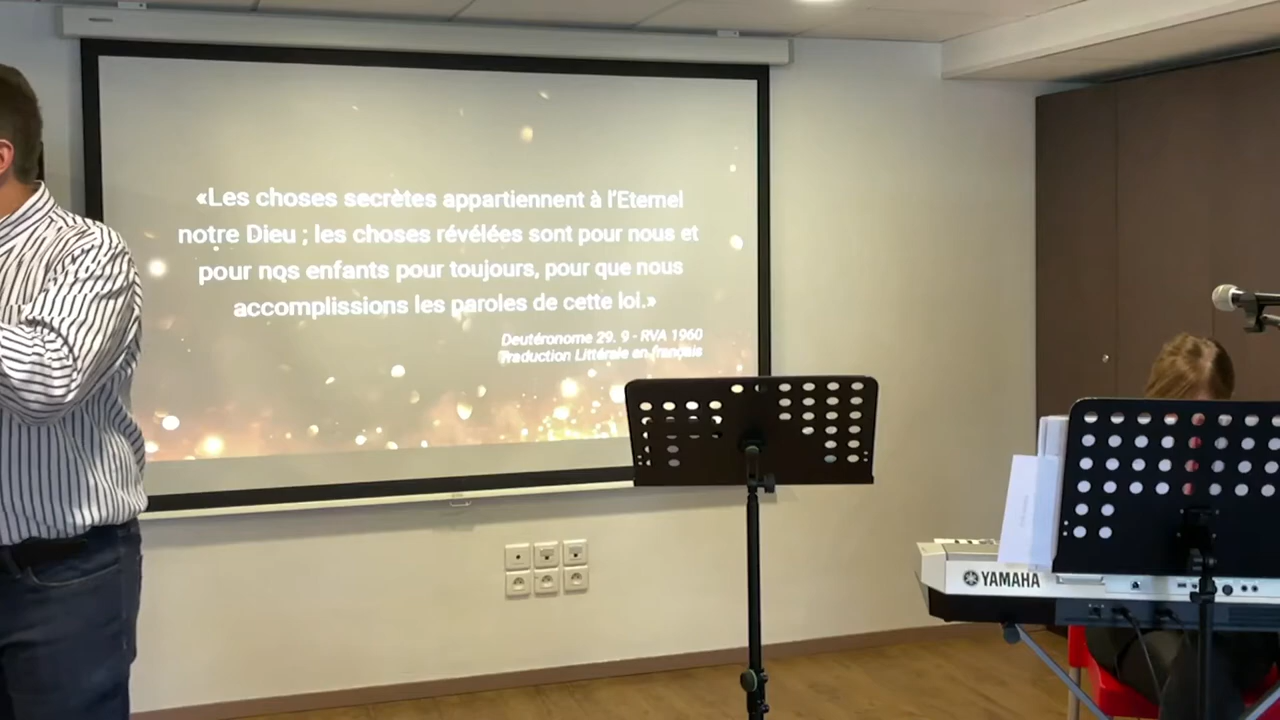 «Les choses secrètes appartiennent à l'Eternel
notre Dieu ; les choses révélées sont pour nous et
pour nos enfants pour toujours, pour que nous
accomplissions les paroles de cette loi.»
Deutéronome 29. 9 - RVA 1960
Traduction Littérale en français
YAMAHA